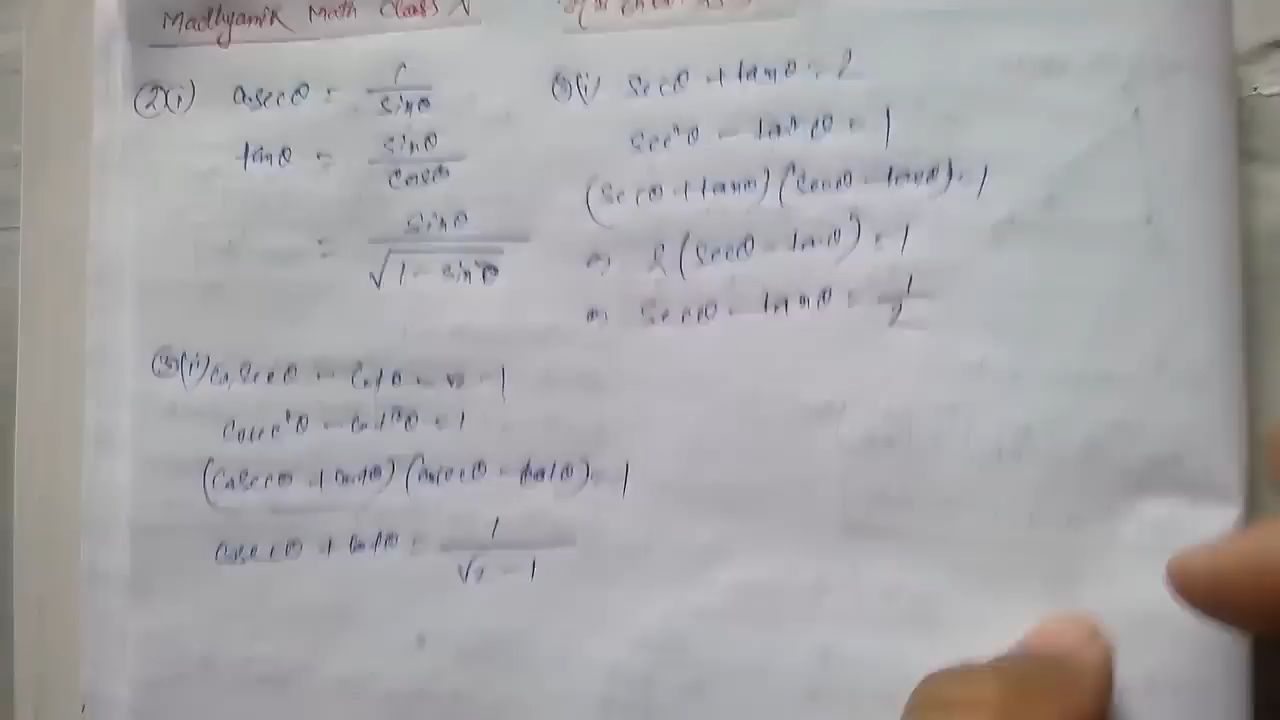 Madhyamik Math Class X
(2)(i) cosecθ = 1/sinθ
tanθ = sinθ/cosθ
= sinθ/√(1 - sin²θ)
(3)(i) secθ + tanθ = 2
sec²θ - tan²θ = 1
(secθ + tanθ)(secθ - tanθ) = 1
2(secθ - tanθ) = 1
secθ - tanθ = 1/2
(3)(ii) cosecθ - cotθ = √2 - 1
cosec²θ - cot²θ = 1
(cosecθ + cotθ)(cosecθ - cotθ) = 1
cosecθ + cotθ = 1/(√2 - 1)